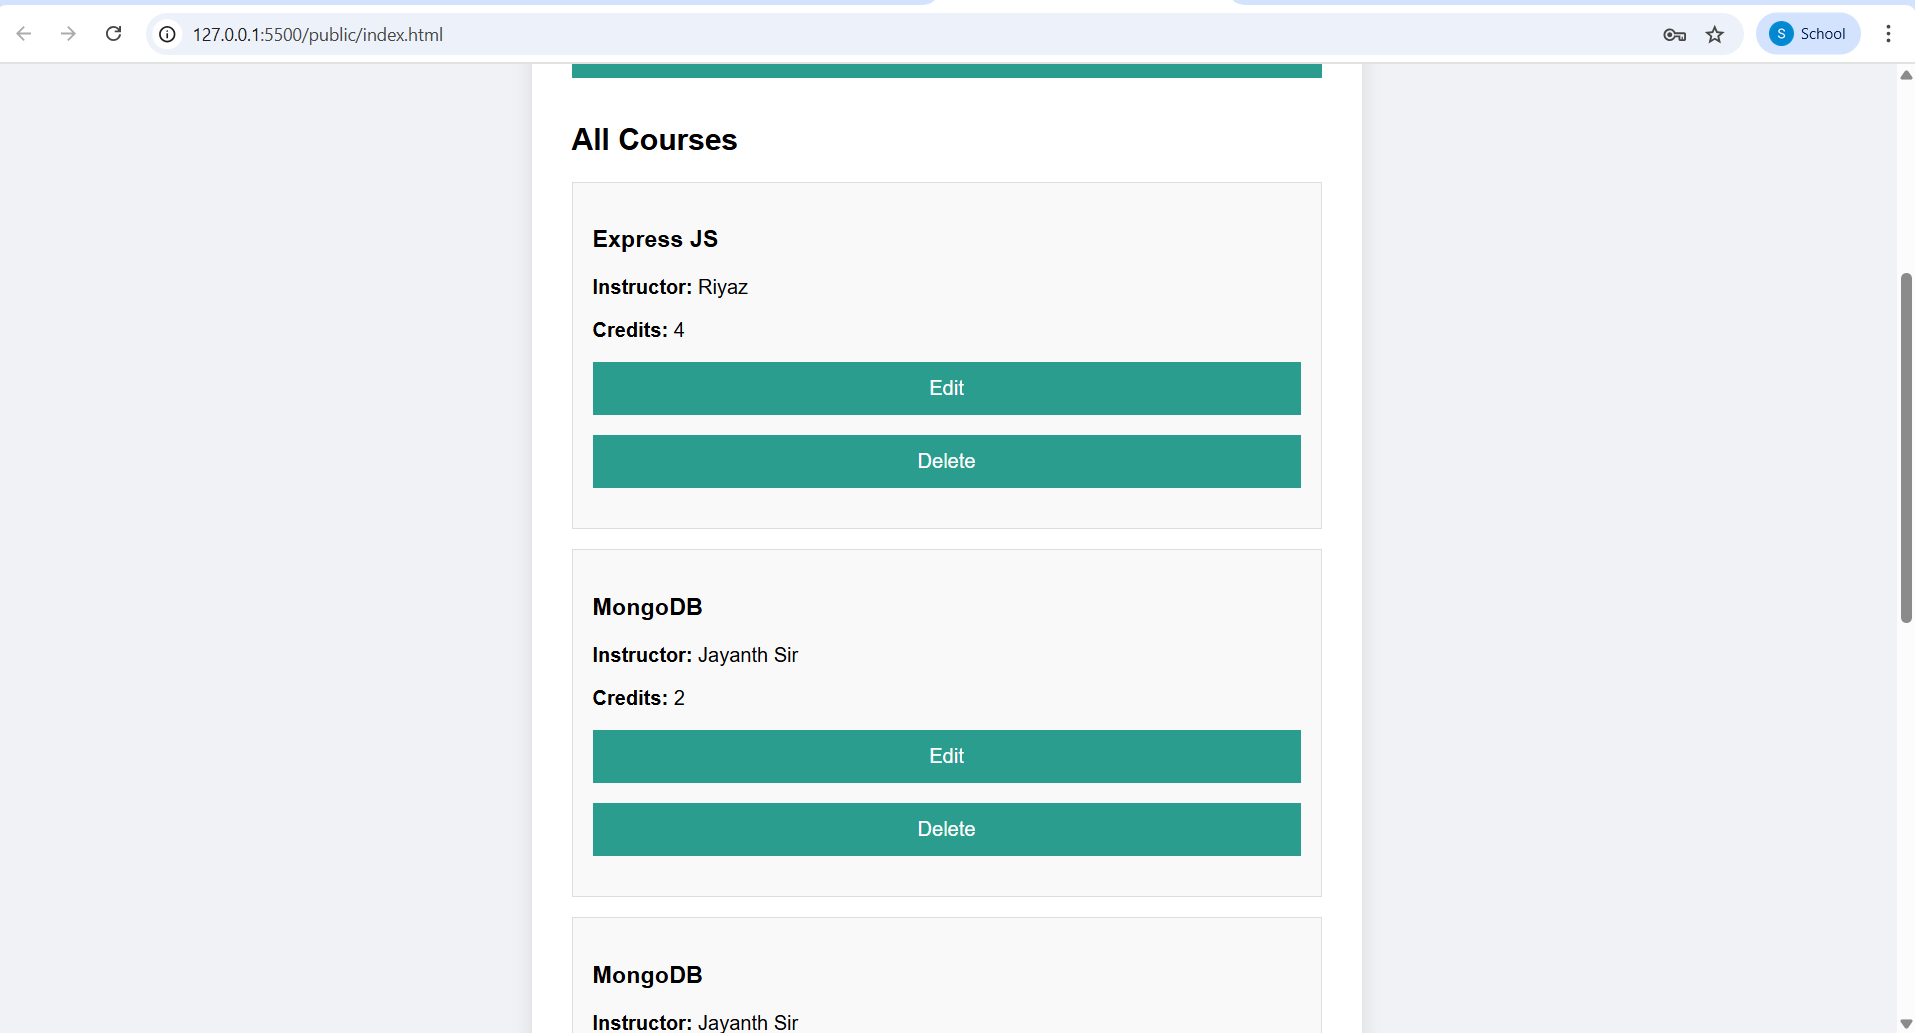 127.0.0.1:5500/public/index.html
S School
All Courses
Express JS
Instructor: Riyaz
Credits: 4
Edit
Delete
MongoDB
Instructor: Jayanth Sir
Credits: 2
Edit
Delete
MongoDB
Instructor: Jayanth Sir